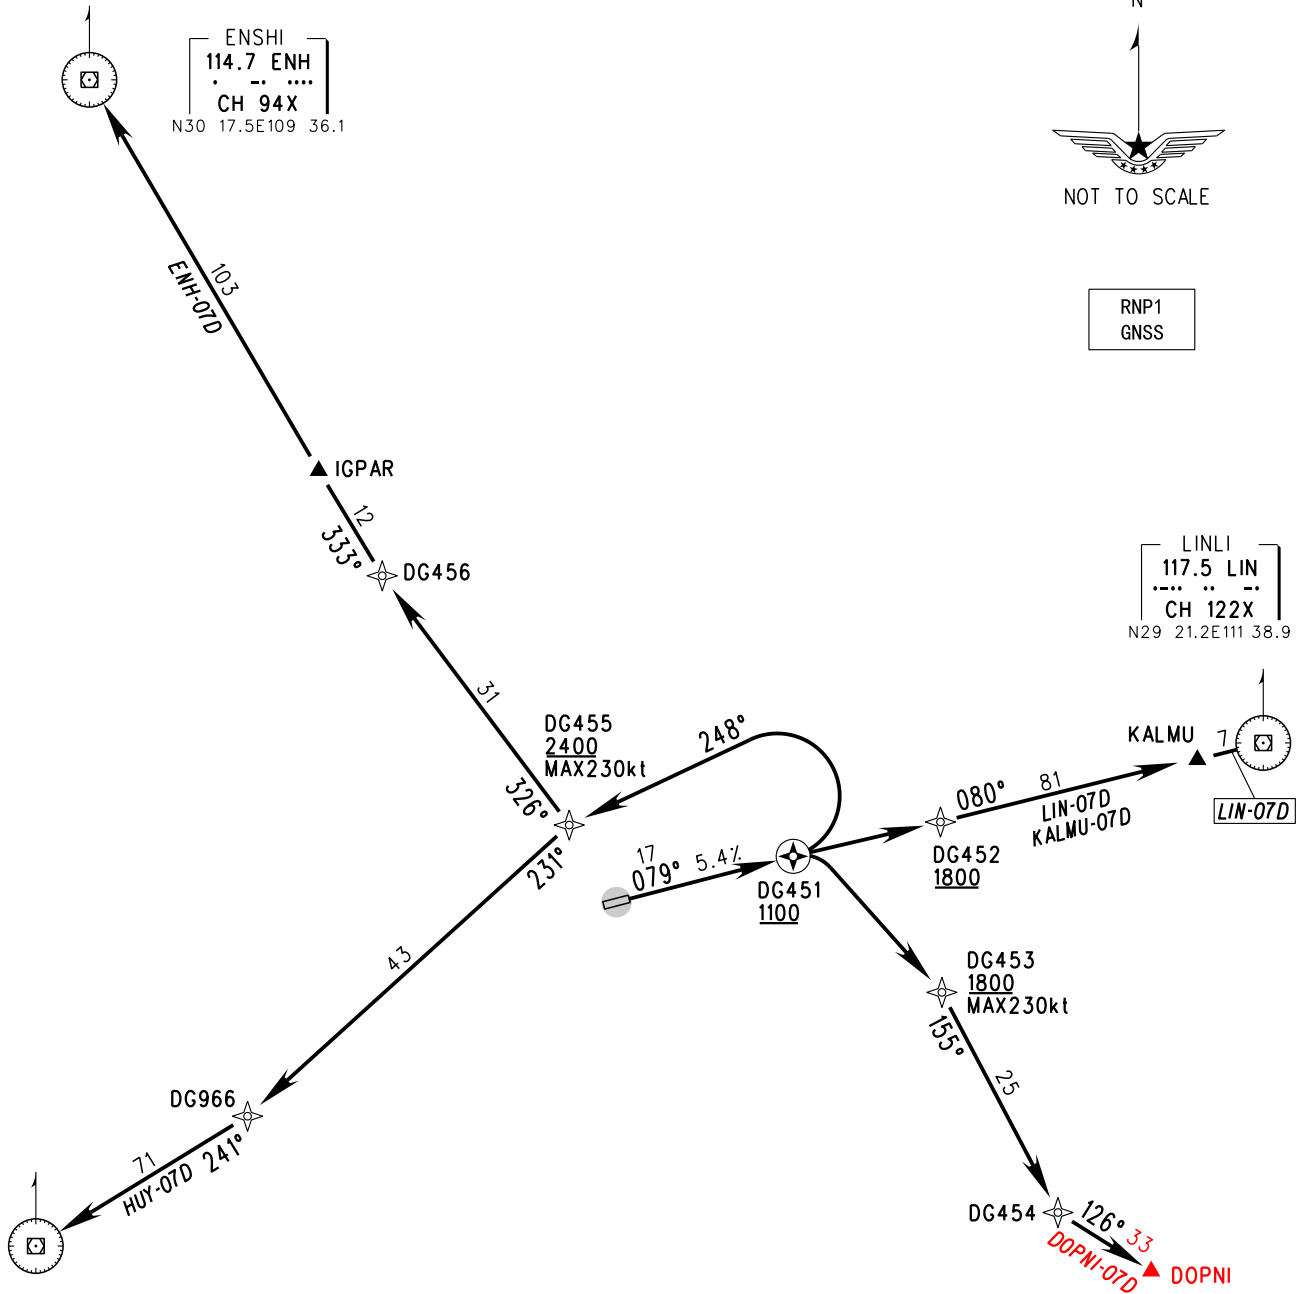 N
ENSHI
114.7 ENH
CH 94X
N30 17.5E109 36.1
NOT TO SCALE
RNP1
GNSS
103
ENH-07D
IGPAR
12
333°
DG456
31
LINLI
117.5 LIN
CH 122X
N29 21.2E111 38.9
DG455
2400
MAX230kt
326°
248°
KALMU
7
LIN-07D
080°
81
LIN-07D
KALMU-07D
DG452
1800
231°
17
079° 5.4%
DG451
1100
43
DG453
1800
MAX230kt
155°
25
DG966
71
HUY-07D 241°
DG454
126° 33
DOPNI-07D
DOPNI